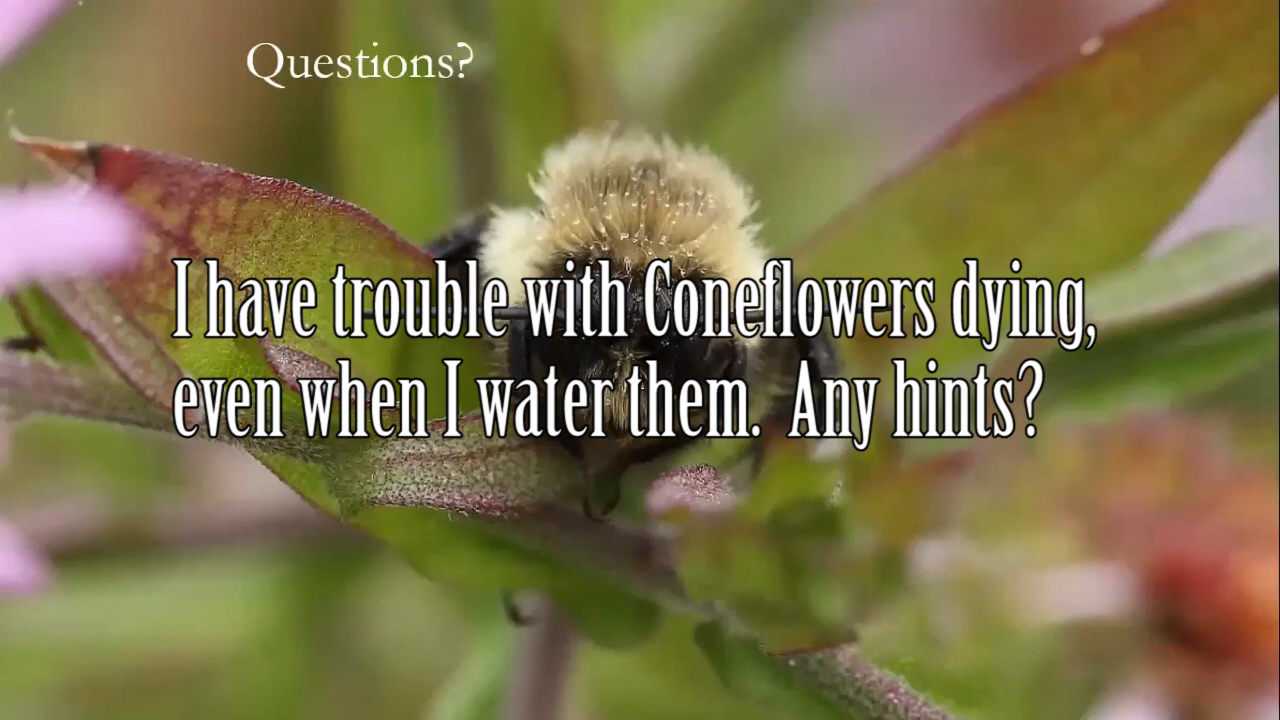 Questions?
I have trouble with Coneflowers dying,
even when I water them.  Any hints?